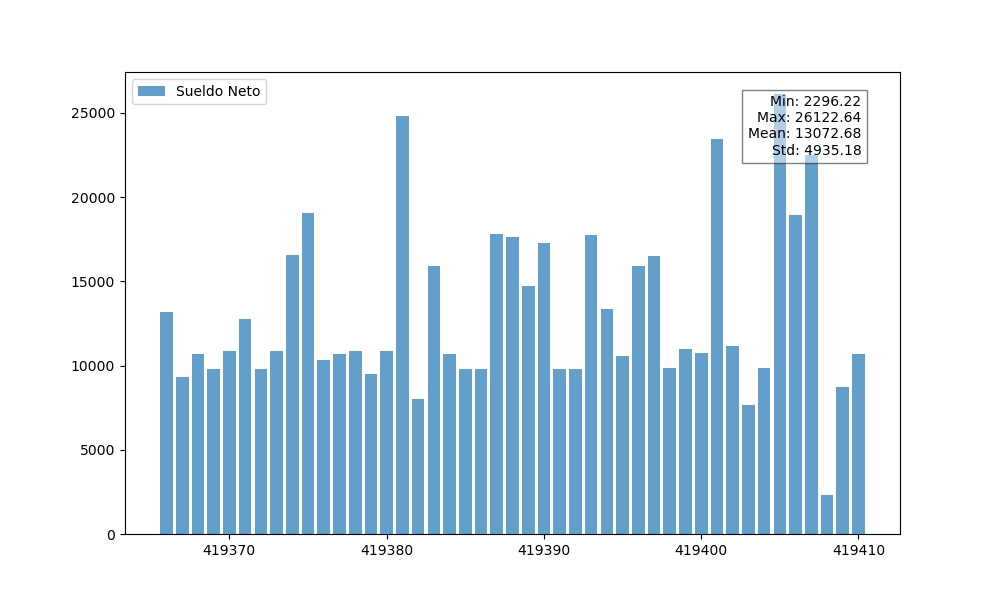 Sueldo Neto
Min: 2296.22
Max: 26122.64
Mean: 13072.68
Std: 4935.18
25000
20000
15000
10000
5000
0
419370 419380 419390 419400 419410